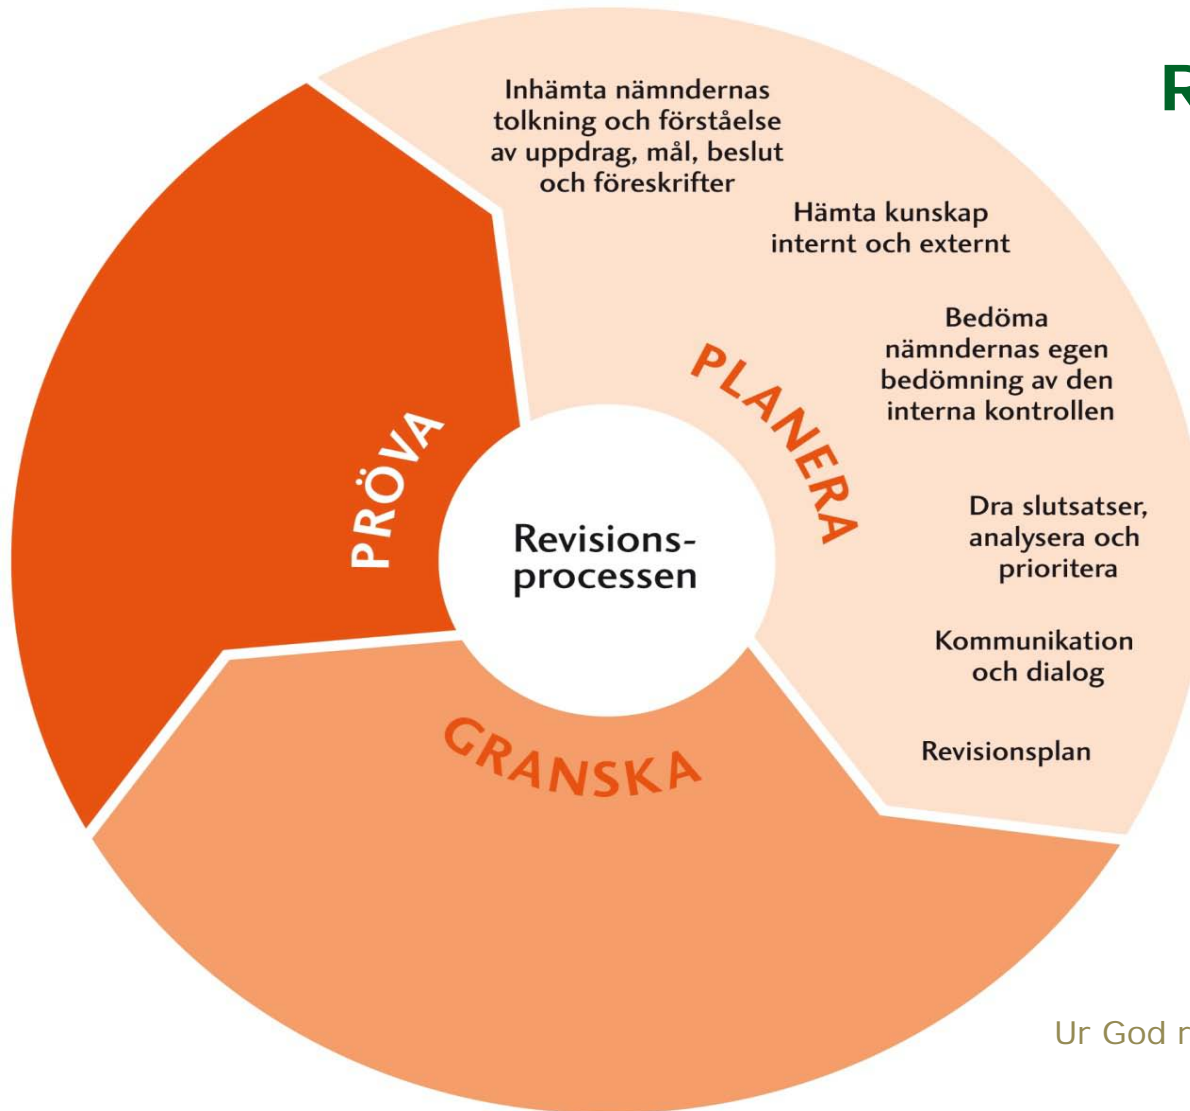 R
Inhämta nämndernas
tolkning och förståelse
av uppdrag, mål, beslut
och föreskrifter
Hämta kunskap
internt och externt
Bedöma
nämndernas egen
bedömning av den
interna kontrollen
Dra slutsatser,
analysera och
prioritera
Kommunikation
och dialog
Revisionsplan
PLANERA
GRANSKA
PRÖVA
Revisions-
processen
Ur God r